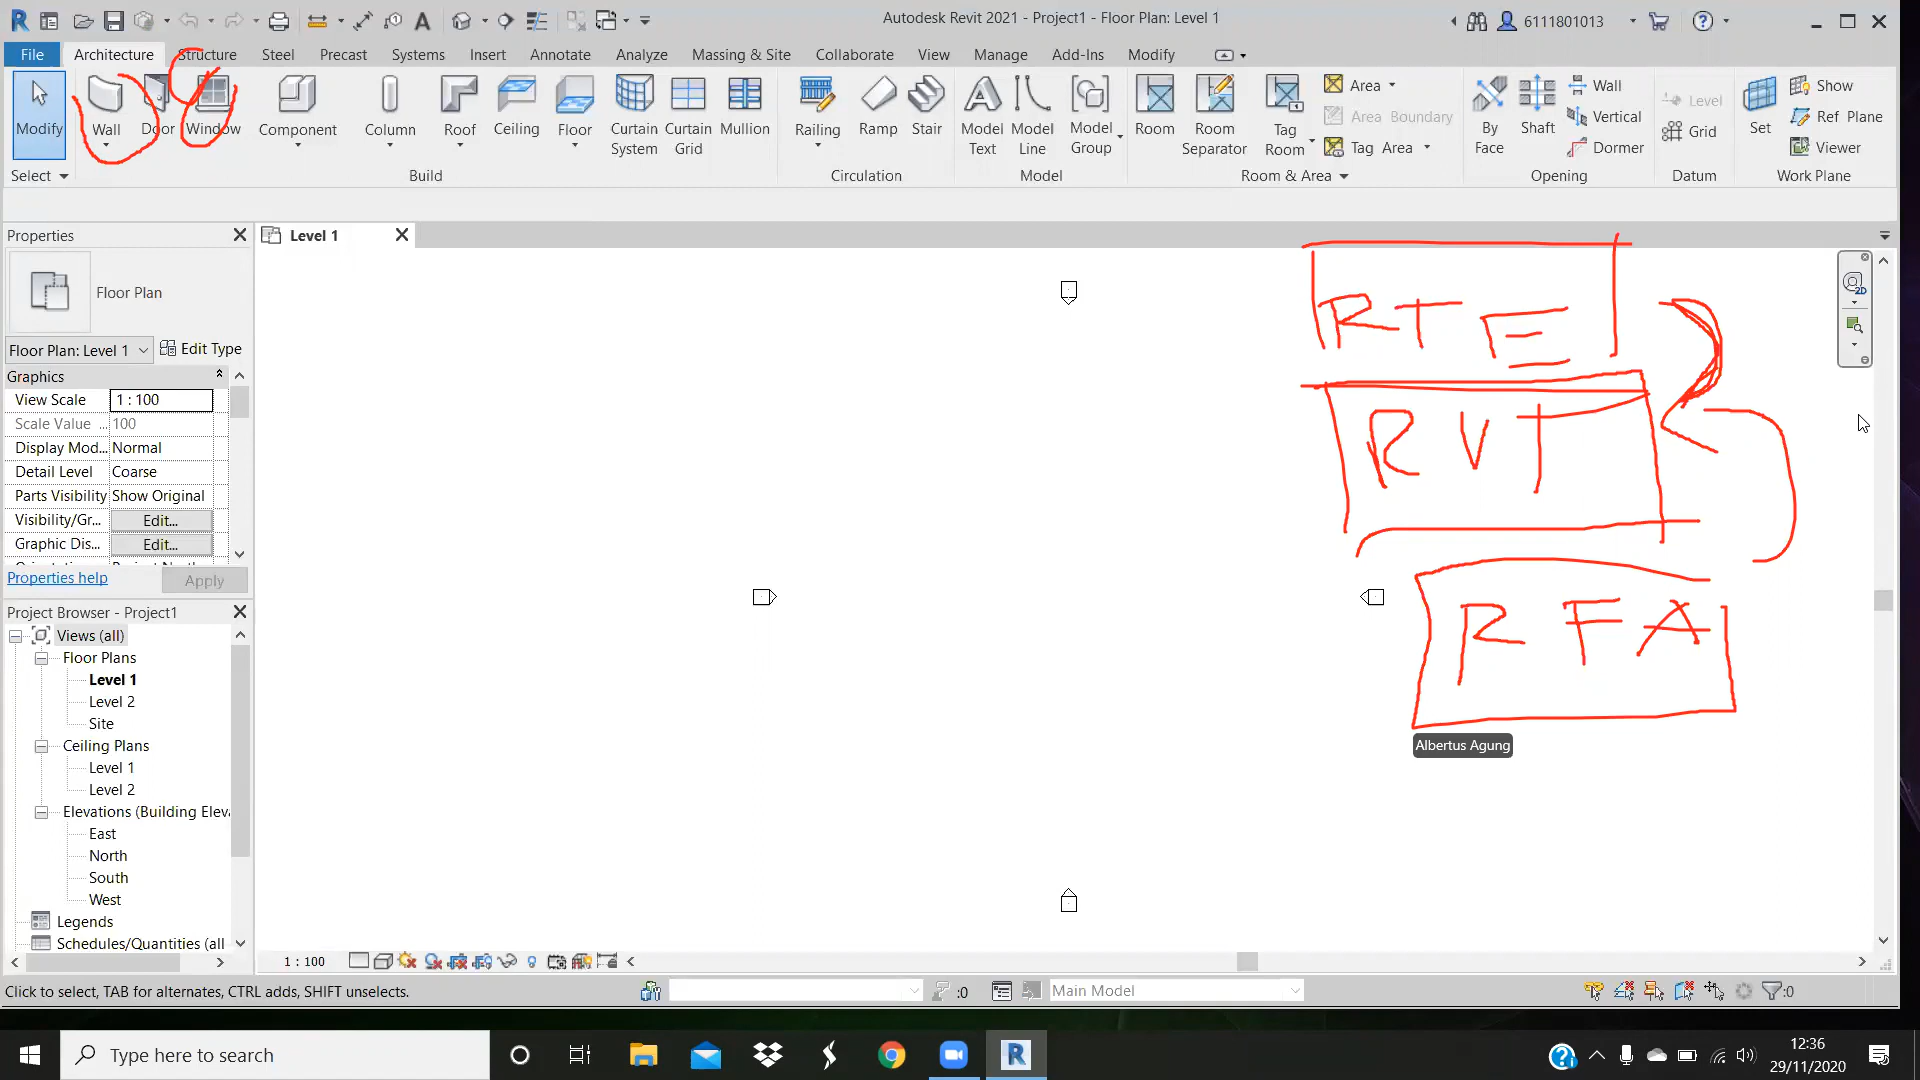 Autodesk Revit 2021 - Project1 - Floor Plan: Level 1
6111801013
File Architecture Structure Steel Precast Systems Insert Annotate Analyze Massing & Site Collaborate View Manage Add-Ins Modify
Modify
Wall
Door
Window
Component
Column
Roof
Ceiling
Floor
Curtain System
Curtain Grid
Mullion
Railing
Ramp
Stair
Model Text
Model Line
Model Group
Room
Room Separator
Tag Room
Area
Area Boundary
Tag Area
By Face
Shaft
Wall
Vertical
Dormer
Level
Grid
Set
Show
Ref Plane
Viewer
Select Build Circulation Model Room & Area Opening Datum Work Plane
Properties
Level 1
Floor Plan
Floor Plan: Level 1 Edit Type
Graphics
View Scale 1 : 100
Scale Value ... 100
Display Mod... Normal
Detail Level Coarse
Parts Visibility Show Original
Visibility/Gr... Edit...
Graphic Dis... Edit...
Properties help Apply
Project Browser - Project1
Views (all)
Floor Plans
Level 1
Level 2
Site
Ceiling Plans
Level 1
Level 2
Elevations (Building Elev
East
North
South
West
Legends
Schedules/Quantities (all
RTE
RVT
RFA
Albertus Agung
2D
1 : 100
Click to select, TAB for alternates, CTRL adds, SHIFT unselects.
:0
Main Model
:0
Type here to search
12:36
29/11/2020